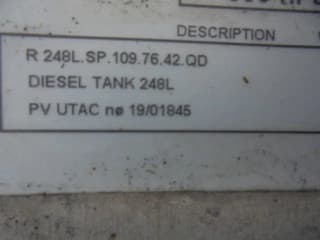 DESCRIPTION
R 248L.SP.109.76.42.QD
DIESEL TANK 248L
PV UTAC nø 19/01845